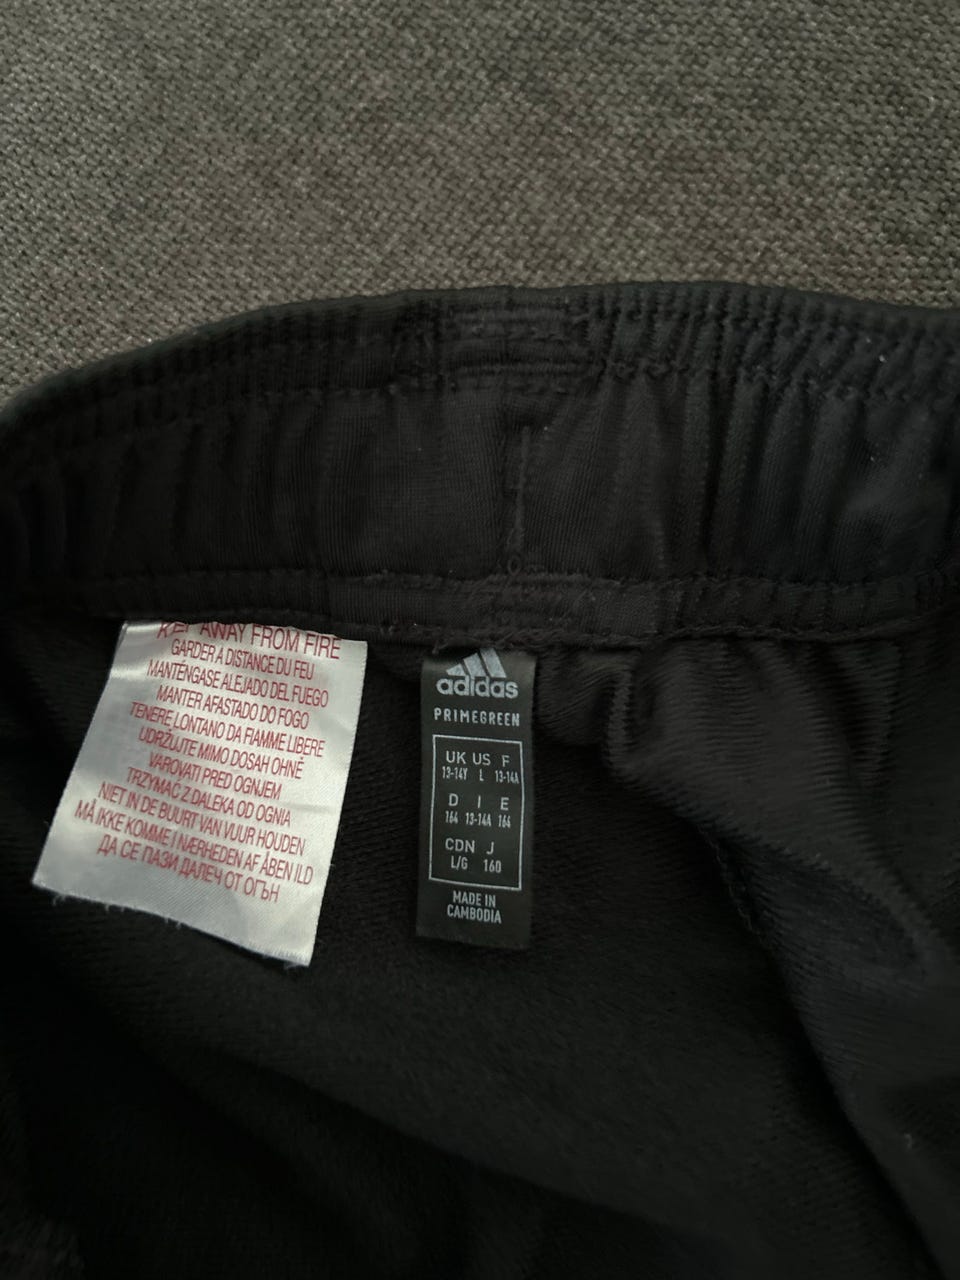 KEEP AWAY FROM FIRE
GARDER A DISTANCE DU FEU
MANTÉNGASE ALEJADO DEL FUEGO
MANTER AFASTADO DO FOGO
TENERE LONTANO DA FIAMME LIBERE
UDRŽUJTE MIMO DOSAH OHNĚ
VAROVATI PRED OGNJEM
TRZYMAĆ Z DALEKA OD OGNIA
NIET IN DE BUURT VAN VUUR HOUDEN
MÅ IKKE KOMME I NÆRHEDEN AF ÅBEN ILD
ДА СЕ ПАЗИ ДАЛЕЧ ОТ ОГЪН
adidas
PRIMEGREEN
UK US F
13-14Y L 13-14A
D I E
164 13-14A 164
CDN J
L/G 160
MADE IN
CAMBODIA